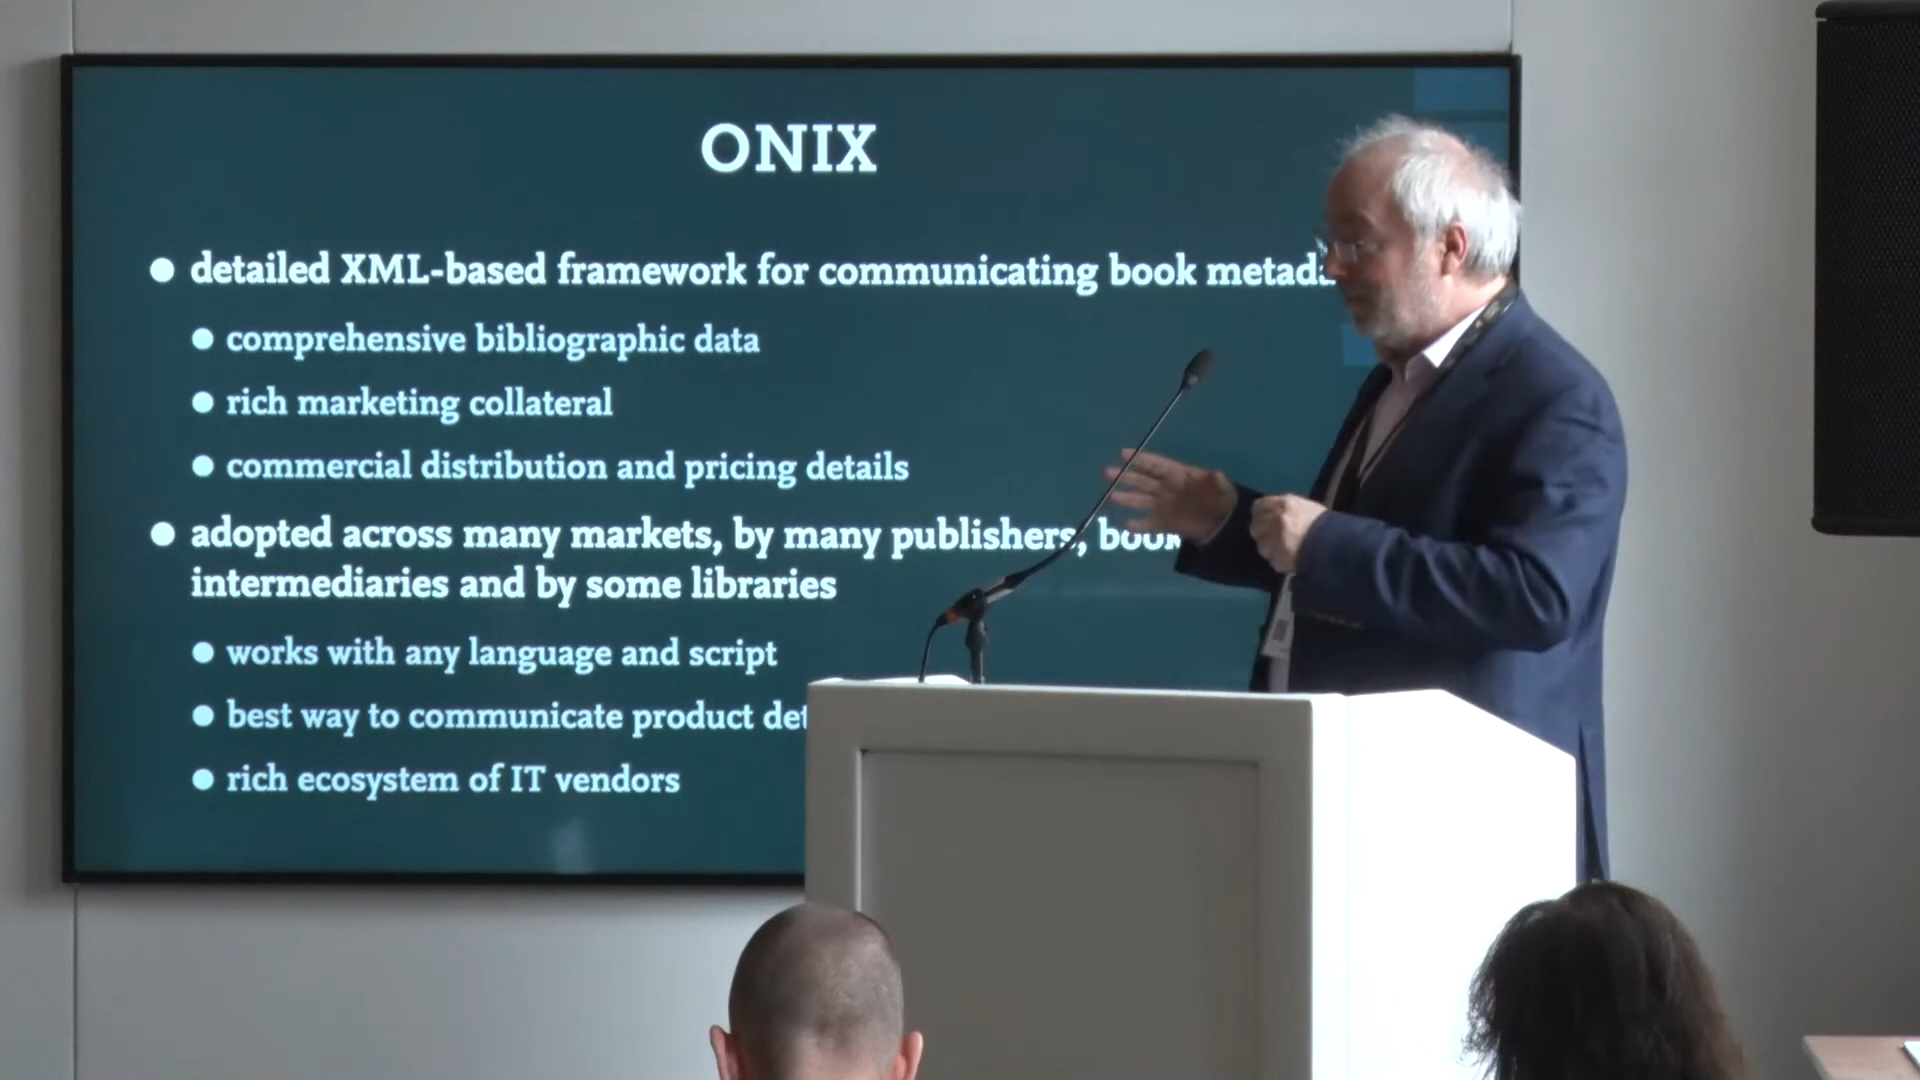 ONIX
detailed XML-based framework for communicating book
comprehensive bibliographic data
rich marketing collateral
commercial distribution and pricing details
adopted across many markets, by many publishers,
intermediaries and by some libraries
works with any language and script
best way to communicate product
rich ecosystem of IT vendors